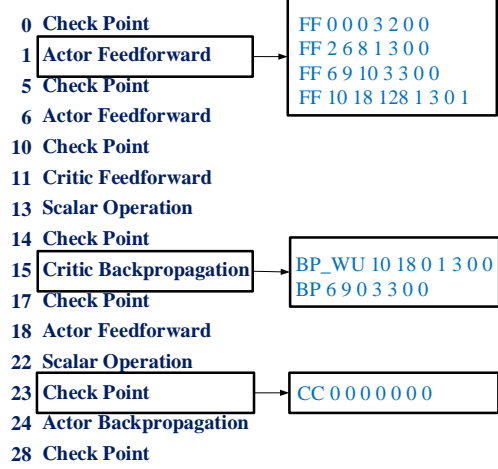 0 Check Point
1 Actor Feedforward
5 Check Point
6 Actor Feedforward
10 Check Point
11 Critic Feedforward
13 Scalar Operation
14 Check Point
15 Critic Backpropagation
17 Check Point
18 Actor Feedforward
22 Scalar Operation
23 Check Point
24 Actor Backpropagation
28 Check Point
FF 0 0 0 3 2 0 0
FF 2 6 8 1 3 0 0
FF 6 9 10 3 3 0 0
FF 10 18 128 1 3 0 1
BP_WU 10 18 0 1 3 0 0
BP 6 9 0 3 3 0 0
CC 0 0 0 0 0 0 0